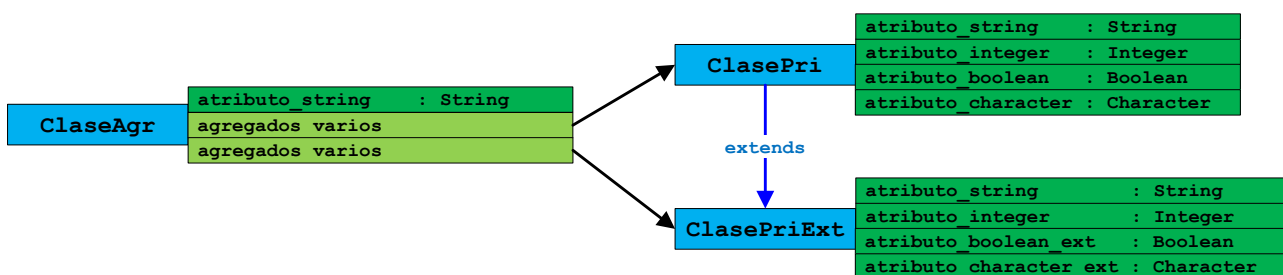 ClaseAgr
atributo_string : String
agregados varios
agregados varios
ClasePri
atributo_string : String
atributo_integer : Integer
atributo_boolean : Boolean
atributo_character : Character
extends
ClasePriExt
atributo_string : String
atributo_integer : Integer
atributo_boolean_ext : Boolean
atributo_character_ext : Character